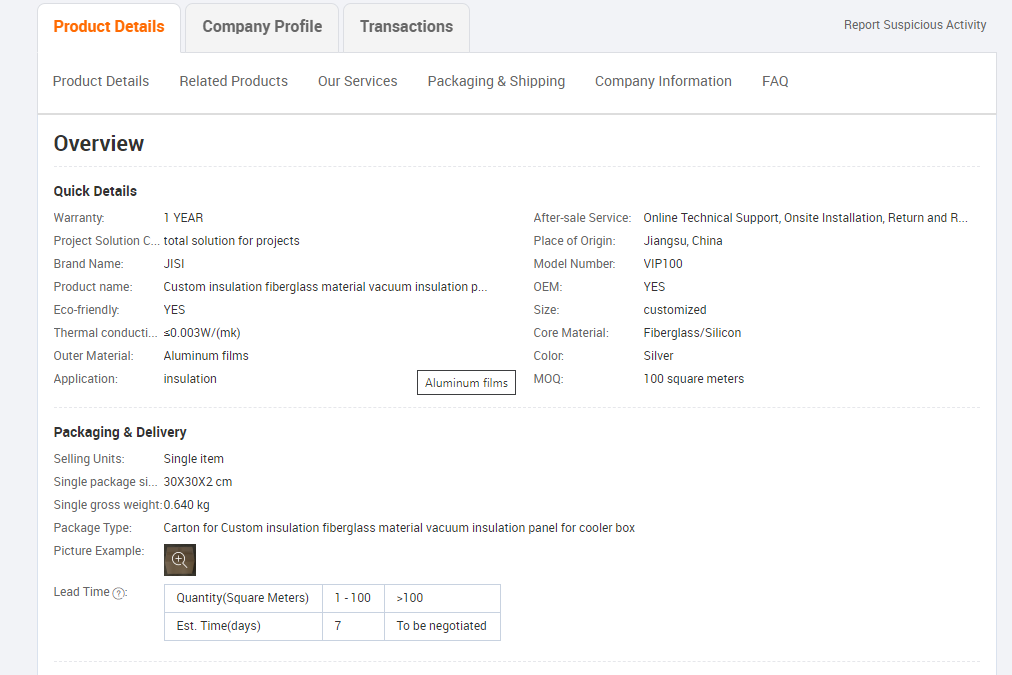 Product Details
Company Profile
Transactions
Report Suspicious Activity
Product Details
Related Products
Our Services
Packaging & Shipping
Company Information
FAQ
Overview
Quick Details
Warranty: 1 YEAR
After-sale Service: Online Technical Support, Onsite Installation, Return and R...
Project Solution C... total solution for projects
Place of Origin: Jiangsu, China
Brand Name: JISI
Model Number: VIP100
Product name: Custom insulation fiberglass material vacuum insulation p...
OEM: YES
Eco-friendly: YES
Size: customized
Thermal conducti... ≤0.003W/(mk)
Core Material: Fiberglass/Silicon
Outer Material: Aluminum films
Color: Silver
Application: insulation
Aluminum films
MOQ: 100 square meters
Packaging & Delivery
Selling Units: Single item
Single package si... 30X30X2 cm
Single gross weight: 0.640 kg
Package Type: Carton for Custom insulation fiberglass material vacuum insulation panel for cooler box
Picture Example:
Lead Time ?:
Quantity(Square Meters) 1 - 100 >100
Est. Time(days) 7 To be negotiated